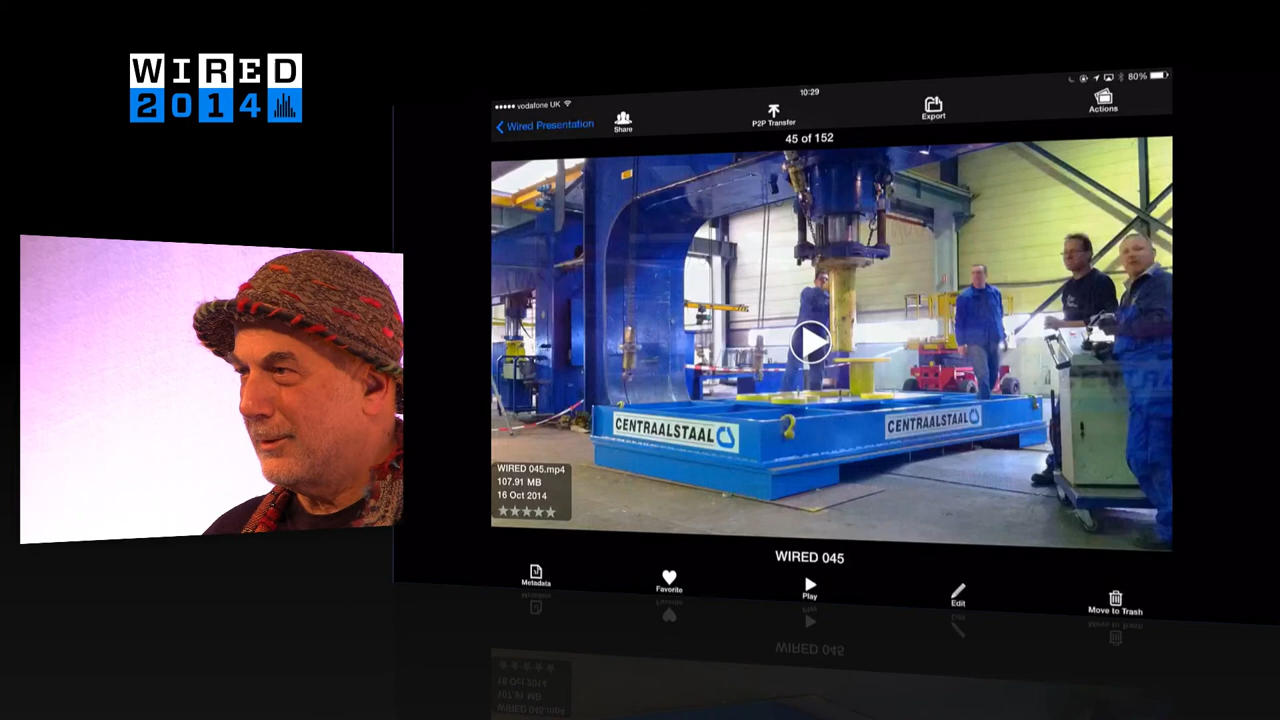 WIRED
2014
vodafone UK
10:29
80%
Wired Presentation
Share
P2P Transfer
Export
Actions
45 of 152
CENTRAALSTAAL
CENTRAALSTAAL
WIRED 045.mp4
107.91 MB
16 Oct 2014
WIRED 045
Metadata
Favorite
Play
Edit
Move to Trash